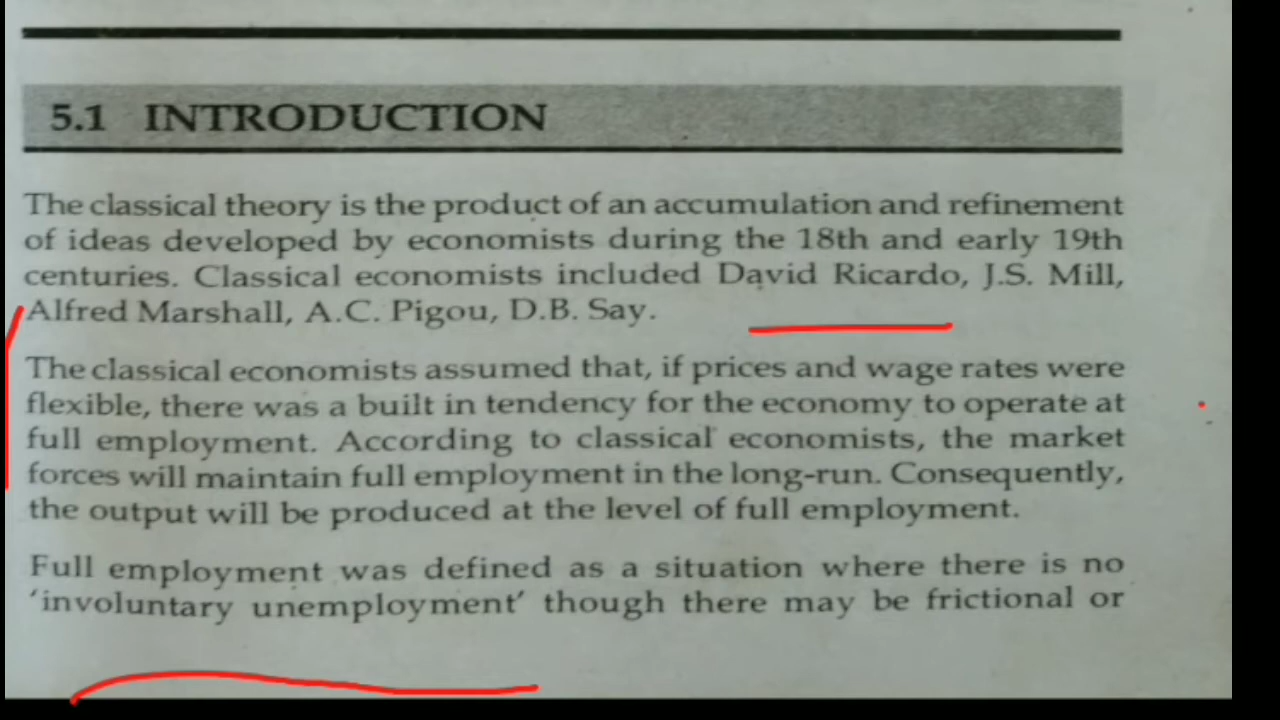 5.1 INTRODUCTION
The classical theory is the product of an accumulation and refinement
of ideas developed by economists during the 18th and early 19th
centuries. Classical economists included David Ricardo, J.S. Mill,
Alfred Marshall, A.C. Pigou, D.B. Say.
The classical economists assumed that, if prices and wage rates were
flexible, there was a built in tendency for the economy to operate at
full employment. According to classical economists, the market
forces will maintain full employment in the long-run. Consequently,
the output will be produced at the level of full employment.
Full employment was defined as a situation where there is no
'involuntary unemployment' though there may be frictional or